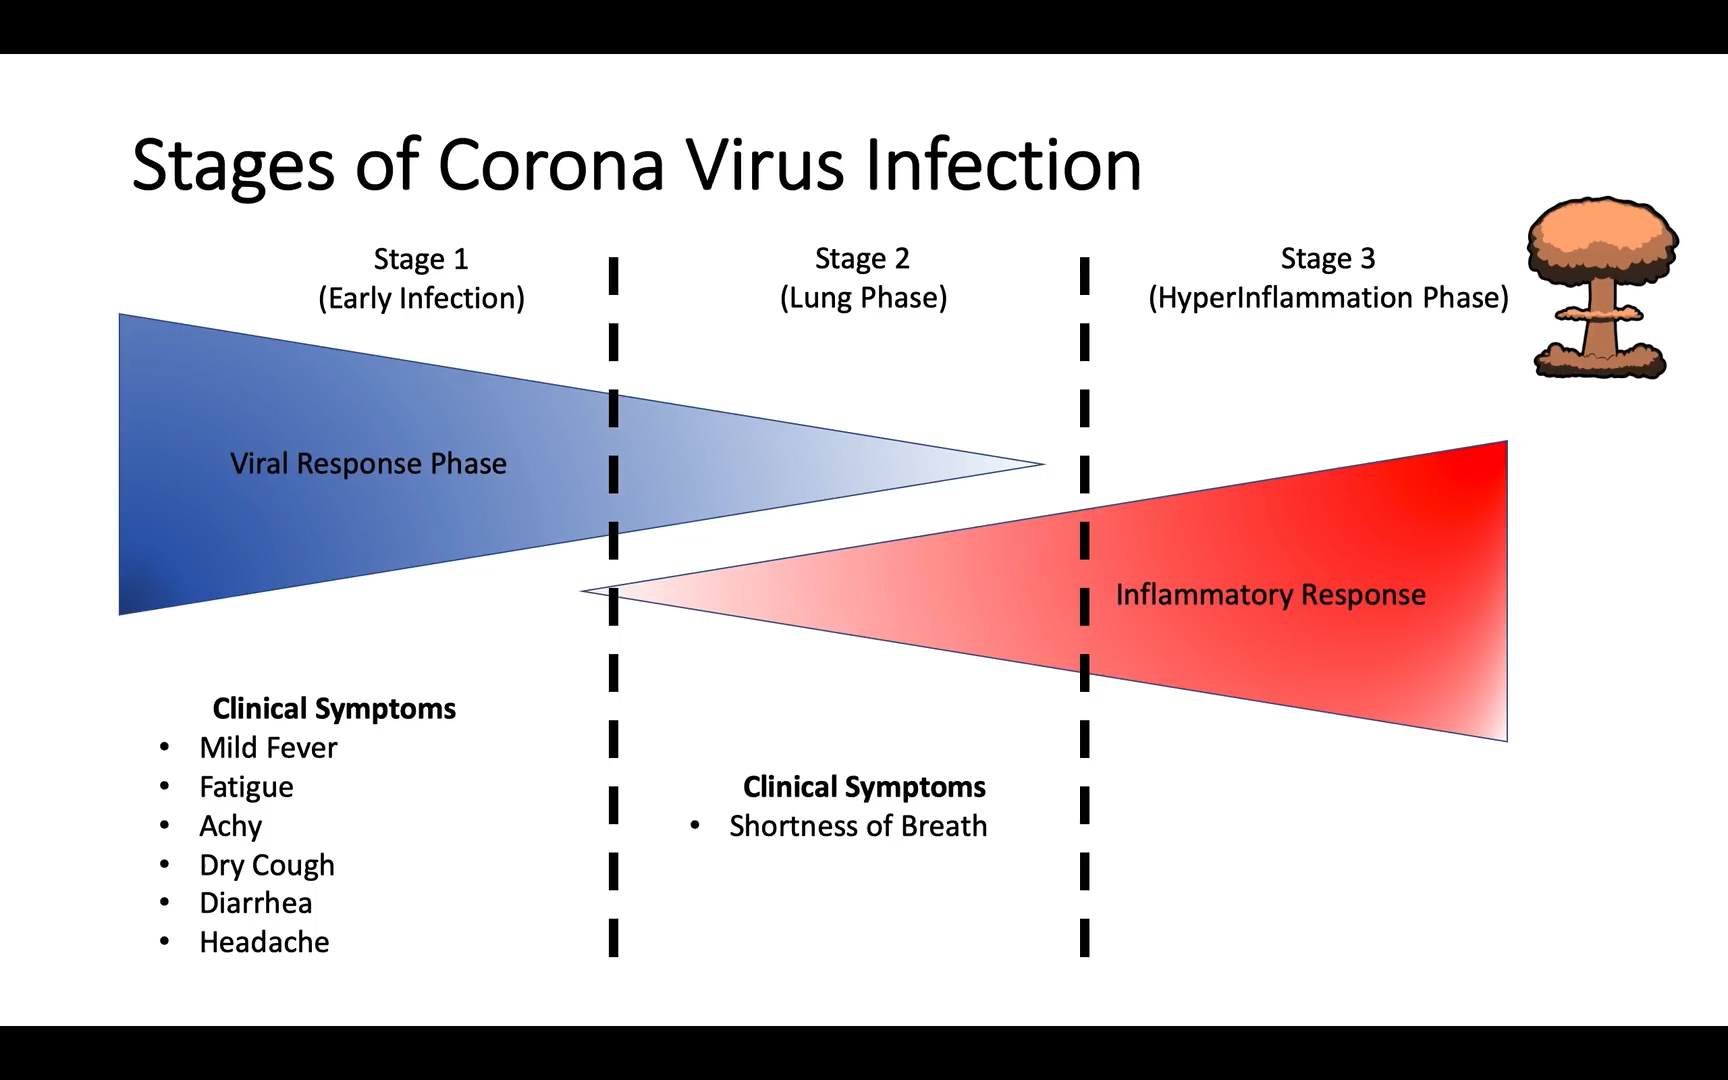 Stages of Corona Virus Infection
Stage 1
(Early Infection)
Stage 2
(Lung Phase)
Stage 3
(HyperInflammation Phase)
Viral Response Phase
Inflammatory Response
Clinical Symptoms
• Mild Fever
• Fatigue
• Achy
• Dry Cough
• Diarrhea
• Headache
Clinical Symptoms
• Shortness of Breath